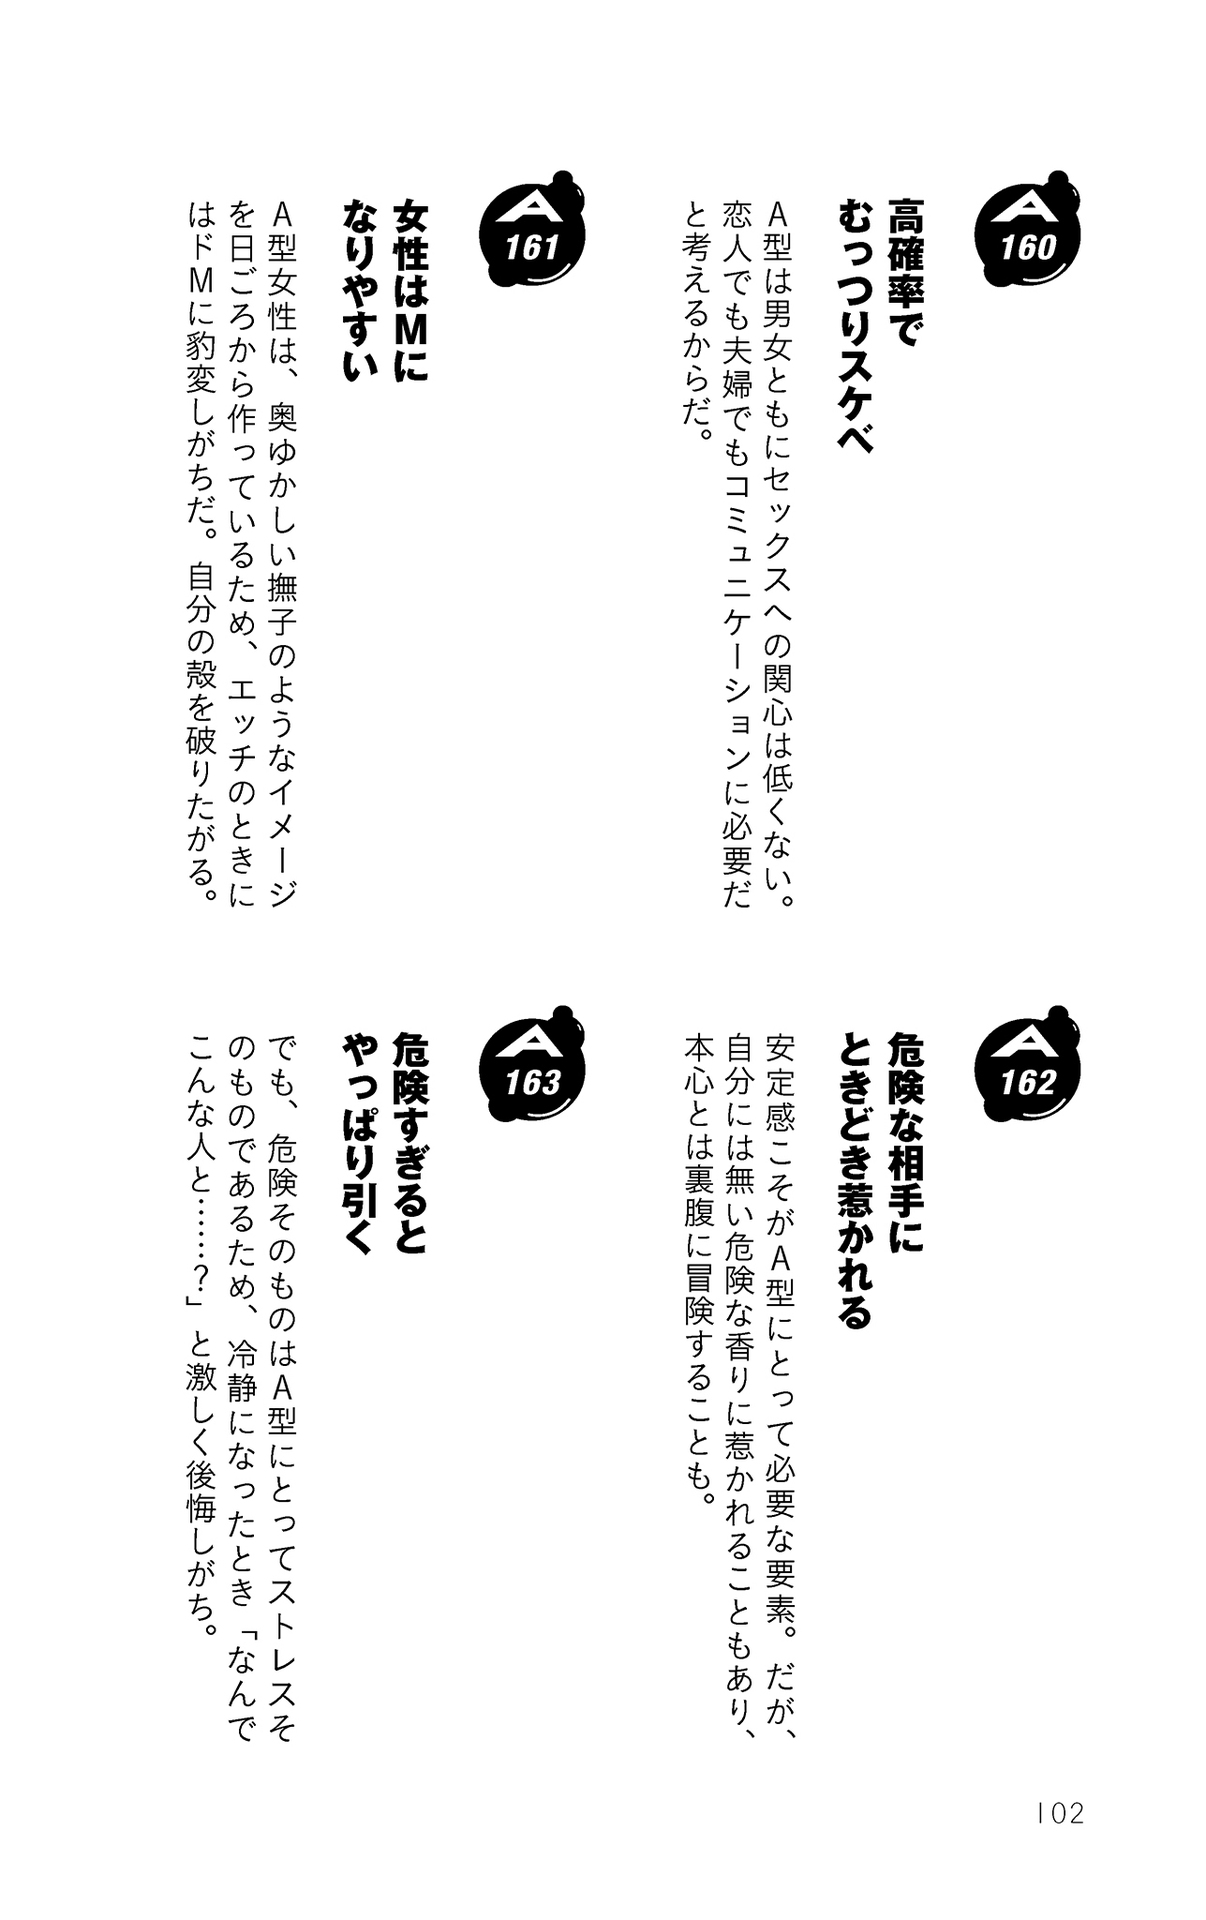 A
160
高確率で
むっつりスケベ
A型は男女ともにセックスへの関心は低くない。
恋人でも夫婦でもコミュニケーションに必要だ
と考えるからだ。
A
161
女性はMに
なりやすい
A型女性は、奥ゆかしい撫子のようなイメージ
を日ごろから作っているため、エッチのときに
はドMに豹変しがちだ。自分の殻を破りたがる。
A
162
危険な相手に
ときどき惹かれる
安定感こそがA型にとって必要な要素。だが、
自分には無い危険な香りに惹かれることもあり、
本心とは裏腹に冒険することも。
A
163
危険すぎると
やっぱり引く
でも、危険そのものはA型にとってストレスそ
のものであるため、冷静になったとき「なんで
こんな人と……?」と激しく後悔しがち。
102